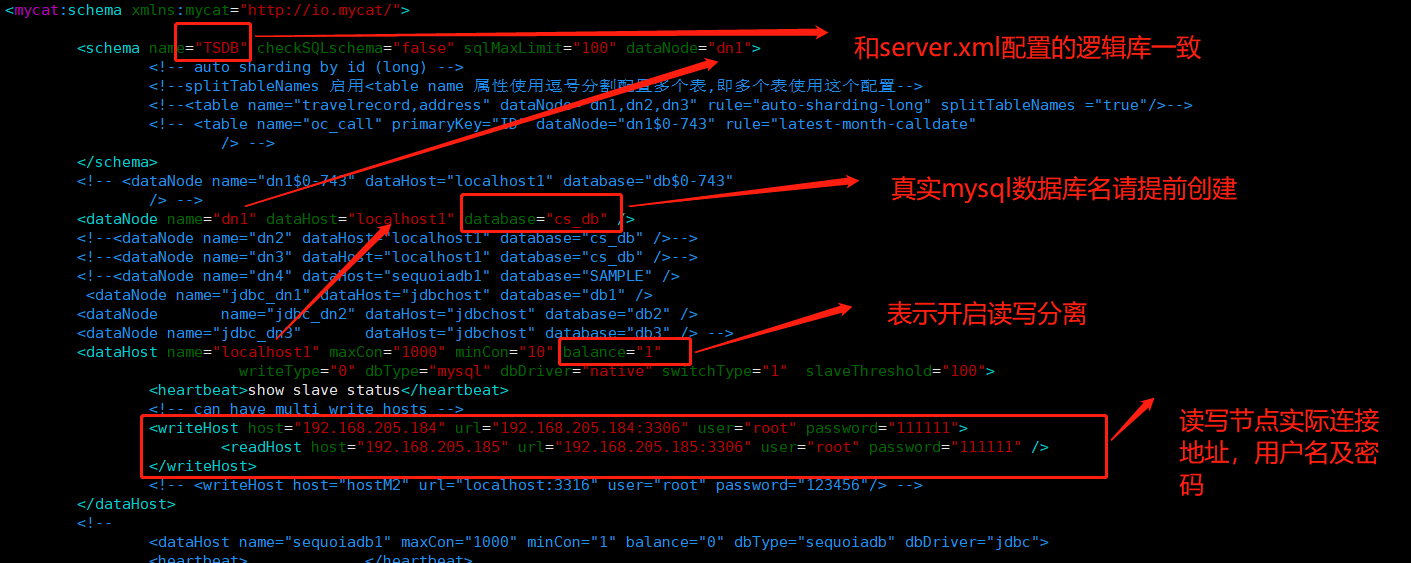 <mycat:schema xmlns:mycat="http://io.mycat/">
<schema name="TSDB" checkSQLschema="false" sqlMaxLimit="100" dataNode="dn1">
和server.xml配置的逻辑库一致
<!-- auto sharding by id (long) -->
<!--splitTableNames 启用<table name 属性使用逗号分割配置多个表,即多个表使用这个配置-->
<!--<table name="travelrecord,address" dataNode="dn1,dn2,dn3" rule="auto-sharding-long" splitTableNames ="true"/>-->
<!-- <table name="oc_call" primaryKey="ID" dataNode="dn1$0-743" rule="latest-month-calldate"
/> -->
</schema>
<!-- <dataNode name="dn1$0-743" dataHost="localhost1" database="db$0-743"
真实mysql数据库名请提前创建
/> -->
<dataNode name="dn1" dataHost="localhost1" database="cs_db" />
<!--<dataNode name="dn2" dataHost="localhost1" database="cs_db" />-->
<!--<dataNode name="dn3" dataHost="localhost1" database="cs_db" />-->
<!--<dataNode name="dn4" dataHost="sequoiadb1" database="SAMPLE" />
<dataNode name="jdbc_dn1" dataHost="jdbchost" database="db1" />
<dataNode name="jdbc_dn2" dataHost="jdbchost" database="db2" />
表示开启读写分离
<dataNode name="jdbc_dn3" dataHost="jdbchost" database="db3" /> -->
<dataHost name="localhost1" maxCon="1000" minCon="10" balance="1"
writeType="0" dbType="mysql" dbDriver="native" switchType="1" slaveThreshold="100">
<heartbeat>show slave status</heartbeat>
<!-- can have multi write hosts -->
<writeHost host="192.168.205.184" url="192.168.205.184:3306" user="root" password="111111">
<readHost host="192.168.205.185" url="192.168.205.185:3306" user="root" password="111111" />
</writeHost>
读写节点实际连接
地址，用户名及密
码
<!-- <writeHost host="hostM2" url="localhost:3316" user="root" password="123456"/> -->
</dataHost>
<!--
<dataHost name="sequoiadb1" maxCon="1000" minCon="1" balance="0" dbType="sequoiadb" dbDriver="jdbc">
<heartbeat> </heartbeat>